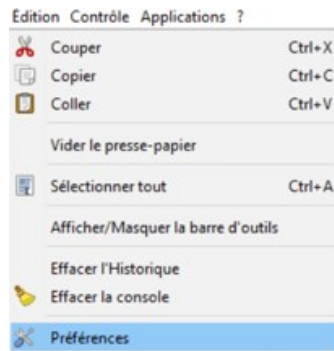 Édition Contrôle Applications ?
Couper Ctrl+X
Copier Ctrl+C
Coller Ctrl+V
Vider le presse-papier
Sélectionner tout Ctrl+A
Afficher/Masquer la barre d'outils
Effacer l'Historique
Effacer la console
Préférences